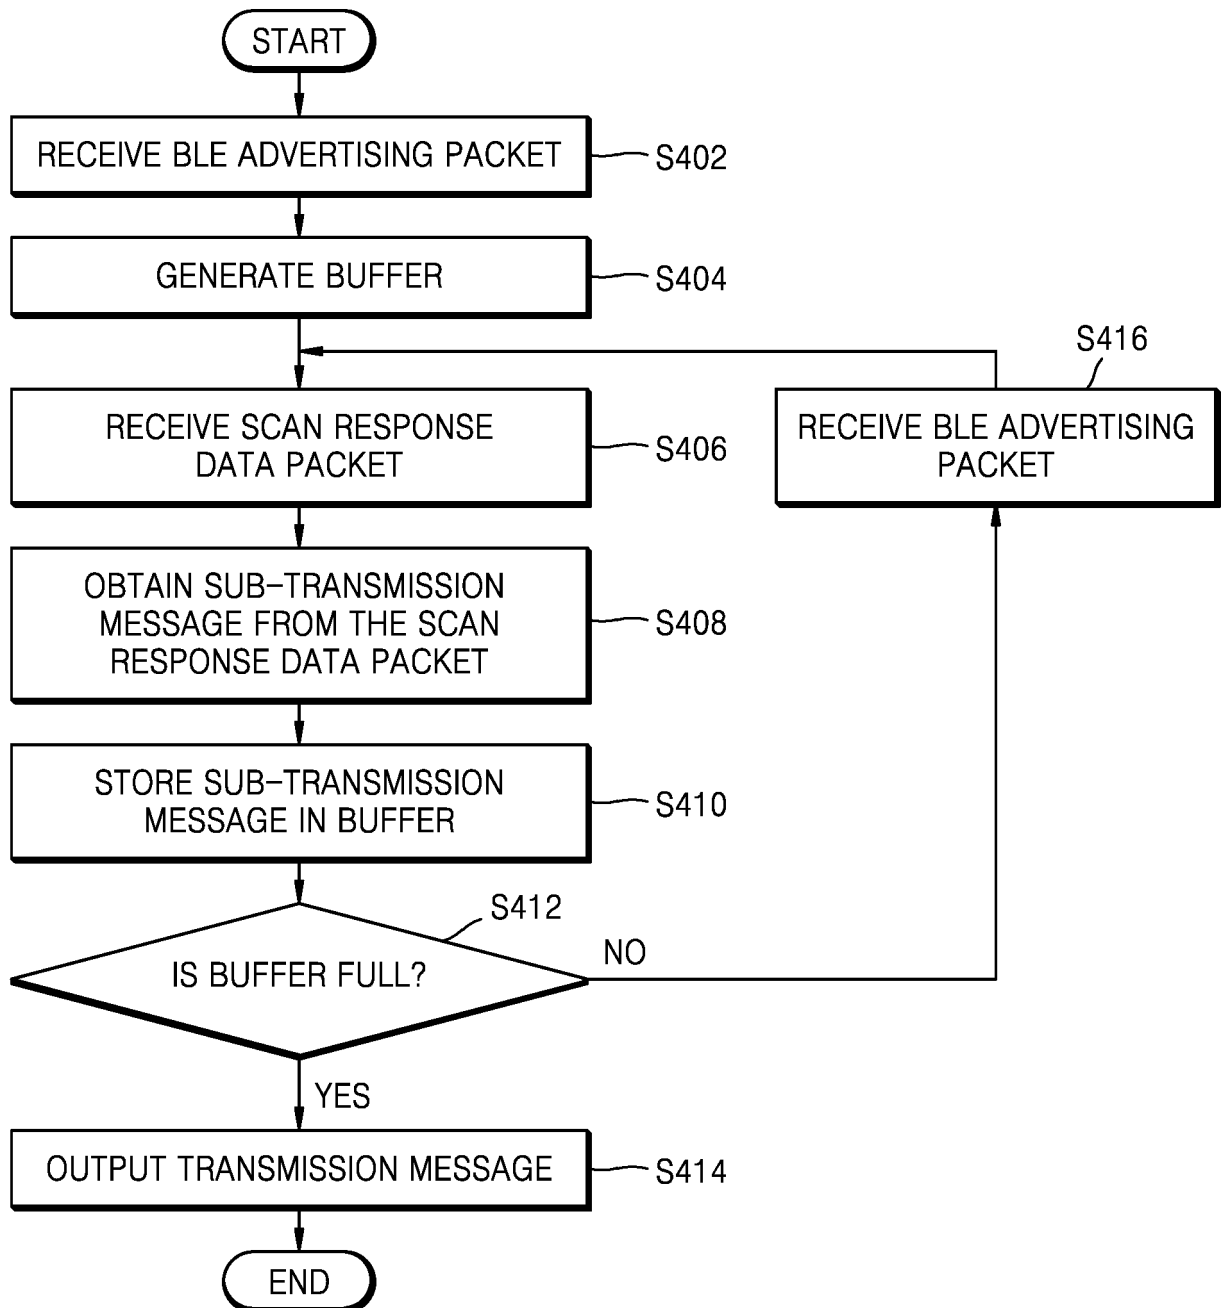 START
RECEIVE BLE ADVERTISING PACKET
S402
GENERATE BUFFER
S404
S416
RECEIVE SCAN RESPONSE
DATA PACKET
S406
RECEIVE BLE ADVERTISING
PACKET
OBTAIN SUB-TRANSMISSION
MESSAGE FROM THE SCAN
RESPONSE DATA PACKET
S408
STORE SUB-TRANSMISSION
MESSAGE IN BUFFER
S410
S412
IS BUFFER FULL?
NO
YES
OUTPUT TRANSMISSION MESSAGE
S414
END